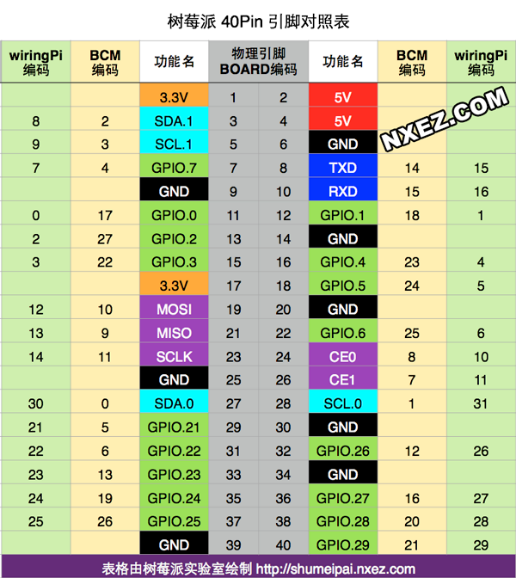 树莓派 40Pin 引脚对照表
wiringPi BCM 功能名 物理引脚 功能名 BCM wiringPi
编码 编码 BOARD编码 编码 编码
3.3V 1 2 5V
8 2 SDA.1 3 4 5V
9 3 SCL.1 5 6 GND
NXEZ.COM
7 4 GPIO.7 7 8 TXD 14 15
GND 9 10 RXD 15 16
0 17 GPIO.0 11 12 GPIO.1 18 1
2 27 GPIO.2 13 14 GND
3 22 GPIO.3 15 16 GPIO.4 23 4
3.3V 17 18 GPIO.5 24 5
12 10 MOSI 19 20 GND
13 9 MISO 21 22 GPIO.6 25 6
14 11 SCLK 23 24 CE0 8 10
GND 25 26 CE1 7 11
30 0 SDA.0 27 28 SCL.0 1 31
21 5 GPIO.21 29 30 GND
22 6 GPIO.22 31 32 GPIO.26 12 26
23 13 GPIO.23 33 34 GND
24 19 GPIO.24 35 36 GPIO.27 16 27
25 26 GPIO.25 37 38 GPIO.28 20 28
GND 39 40 GPIO.29 21 29
表格由树莓派实验室绘制 http://shumeipai.nxez.com